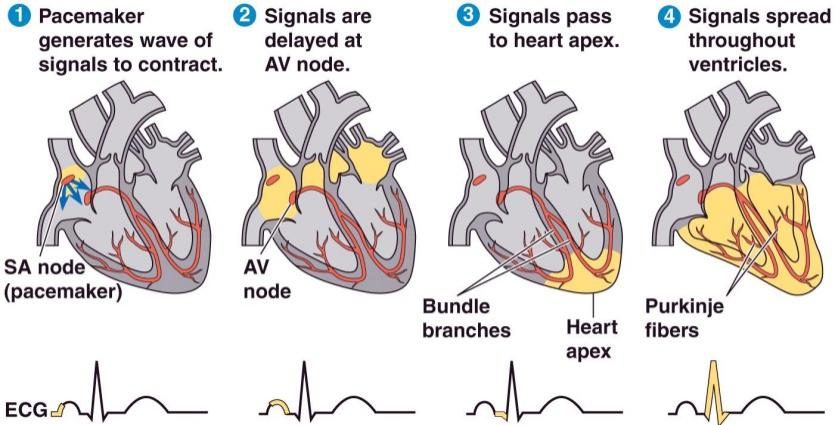 1 Pacemaker
generates wave of
signals to contract.
2 Signals are
delayed at
AV node.
3 Signals pass
to heart apex.
4 Signals spread
throughout
ventricles.
SA node
(pacemaker)
AV
node
Bundle
branches
Heart
apex
Purkinje
fibers
ECG